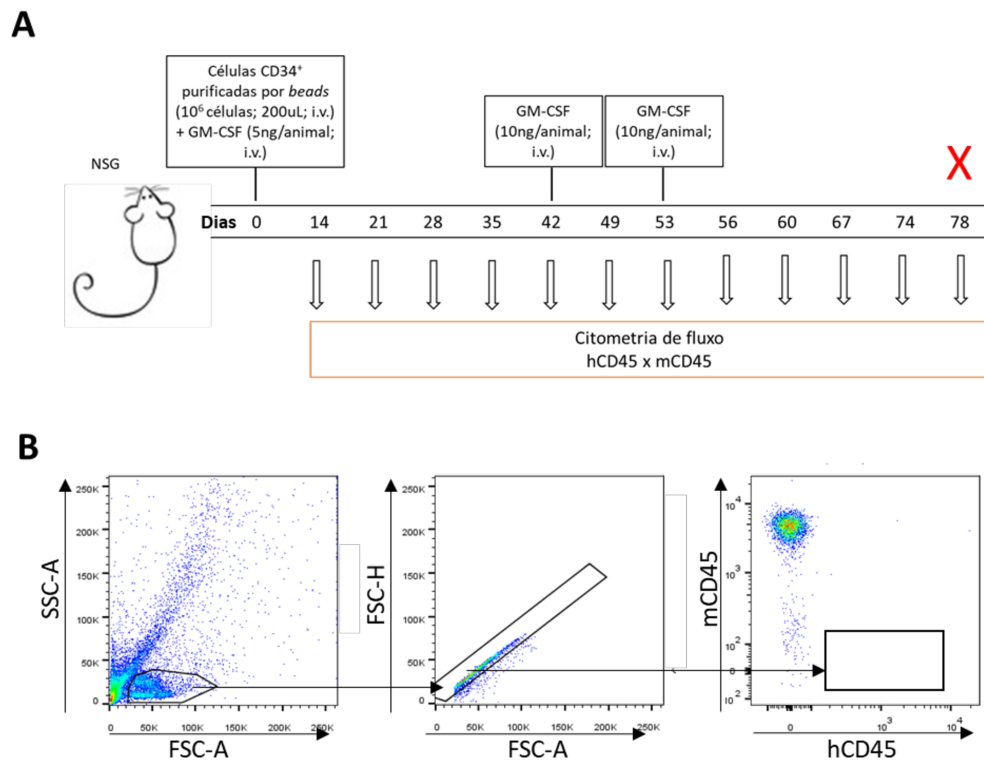 A
Células CD34⁺
purificadas por beads
(10⁶ células; 200uL; i.v.)
+ GM-CSF (5ng/animal;
i.v.)
GM-CSF
(10ng/animal;
i.v.)
GM-CSF
(10ng/animal;
i.v.)
NSG
X
Dias 0 14 21 28 35 42 49 53 56 60 67 74 78
Citometria de fluxo
hCD45 x mCD45
B
SSC-A
250K
200K
150K
100K
50K
0
0 50K 100K 150K 200K 250K
FSC-A
FSC-H
250K
200K
150K
100K
50K
0
0 50K 100K 150K 200K 250K
FSC-A
mCD45
10⁴
10³
10²
0
10²
0 10³ 10⁴
hCD45